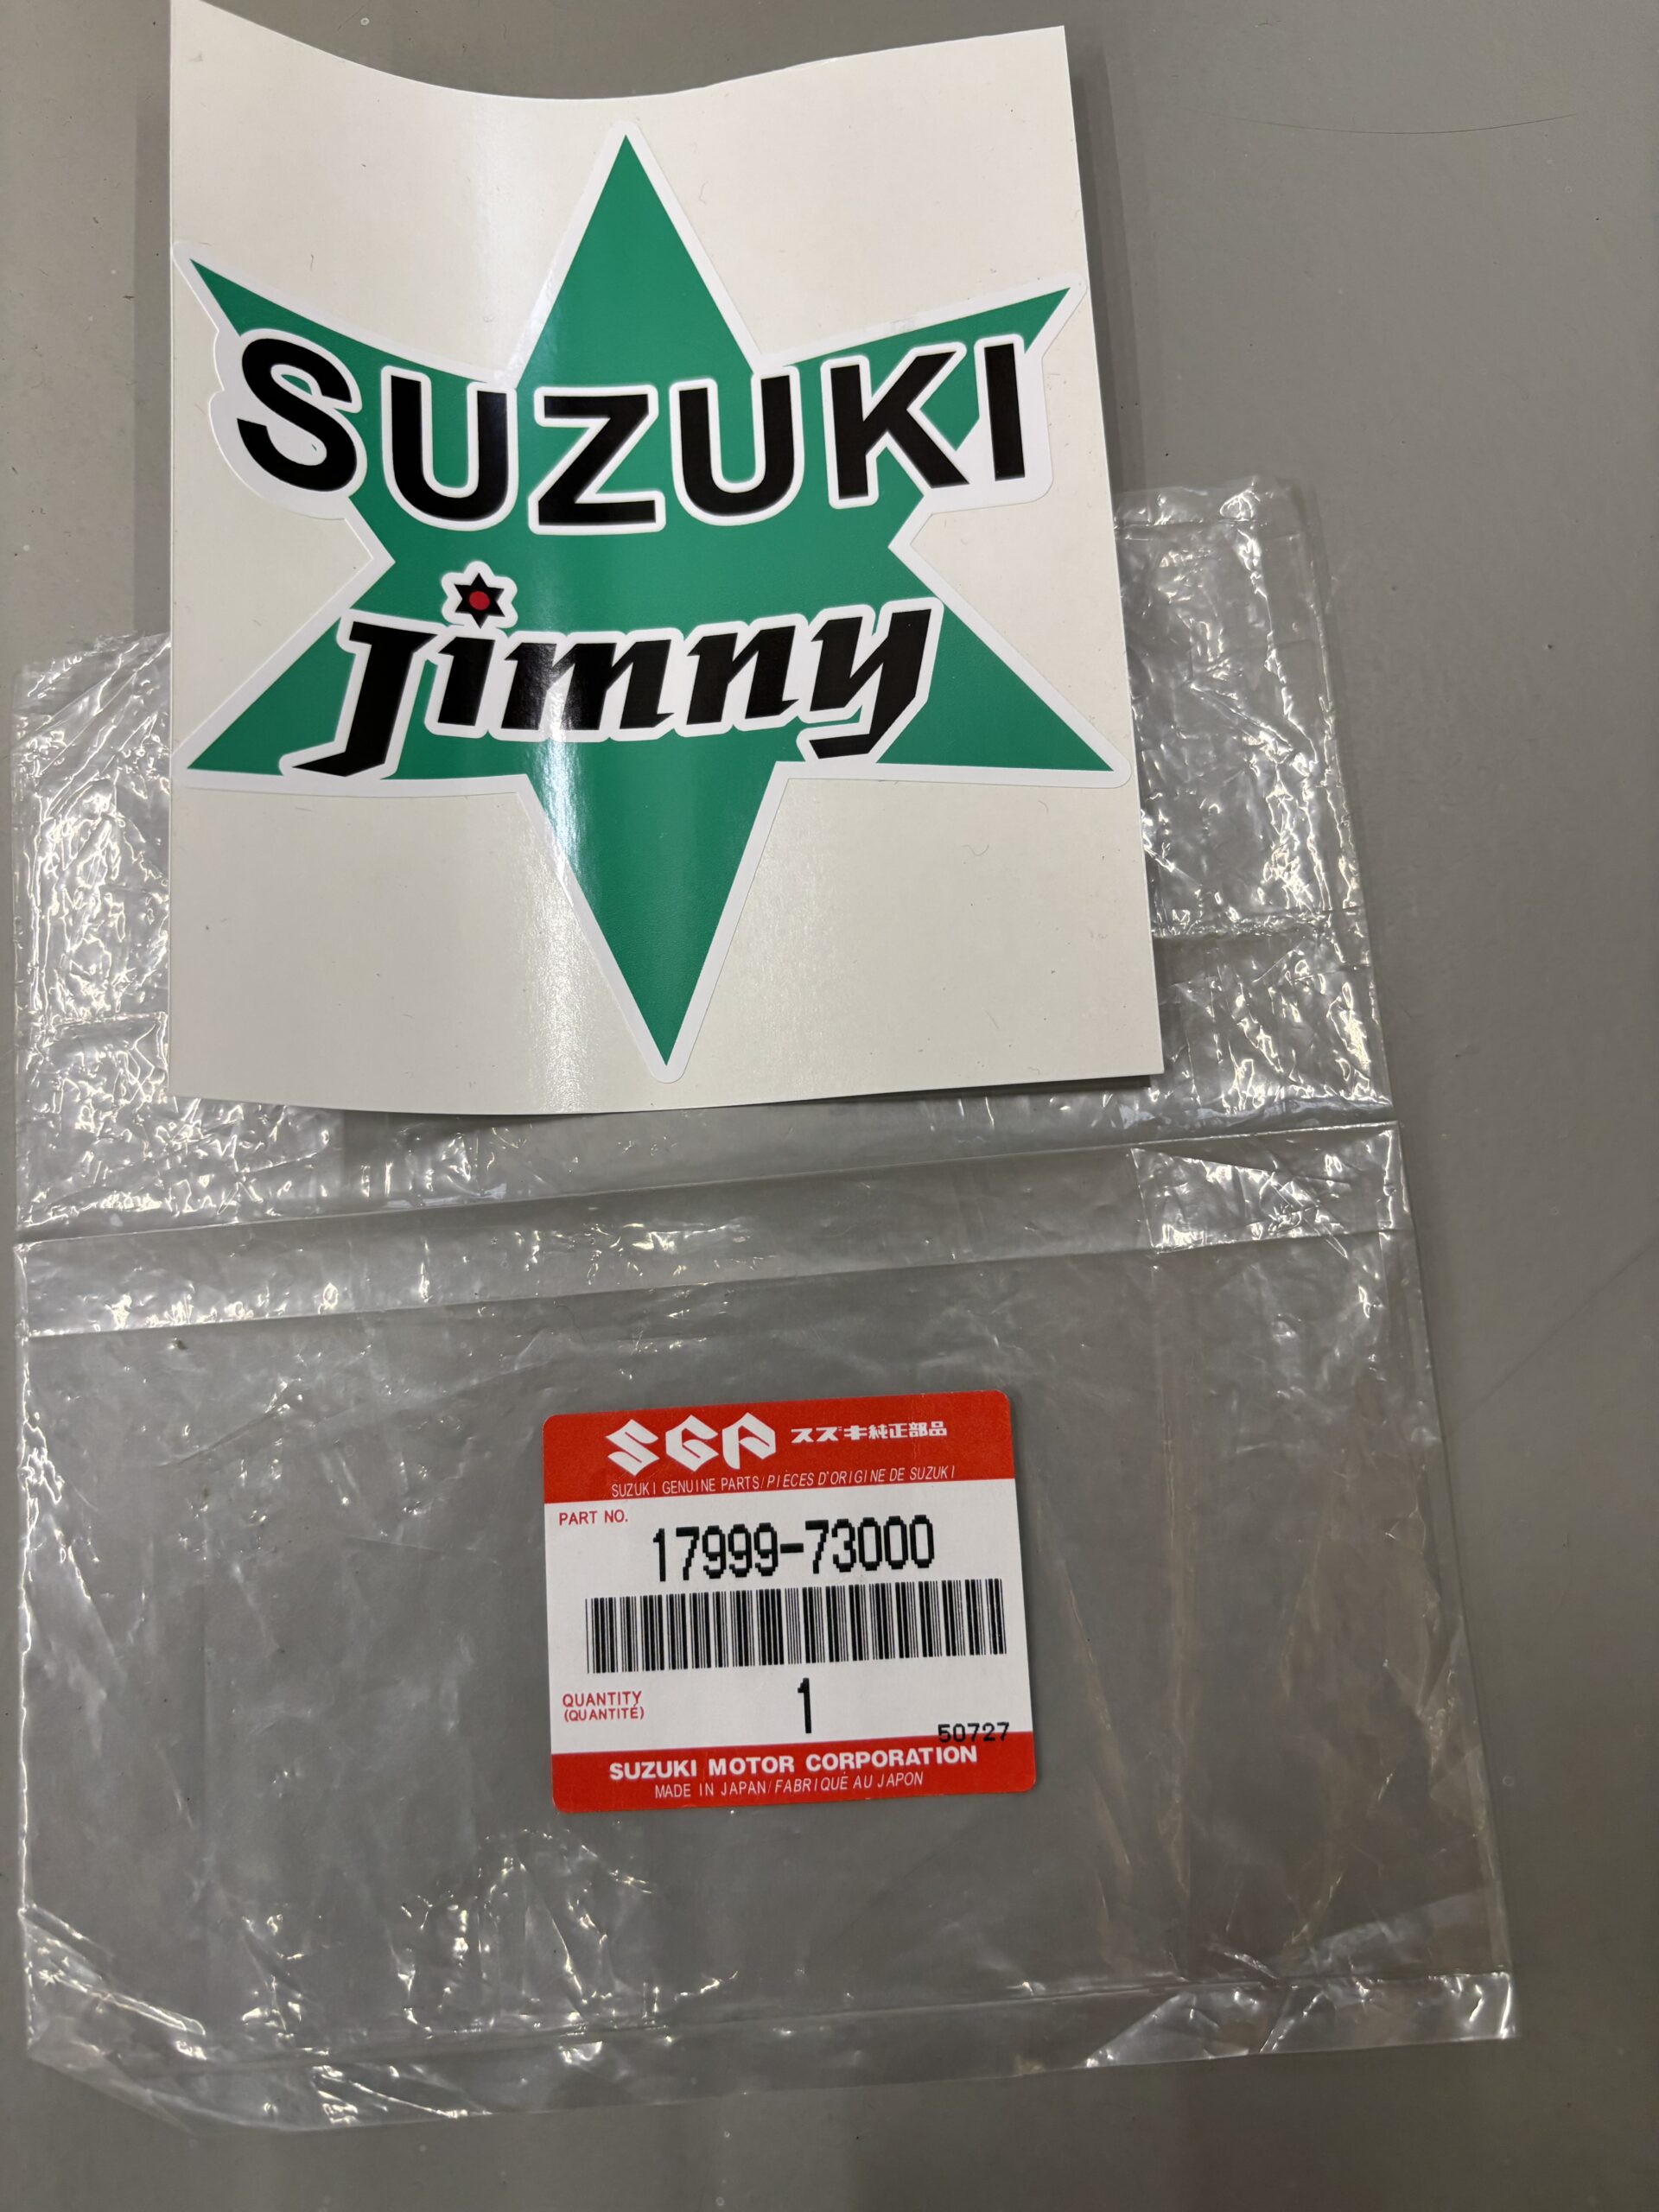 SUZUKI
Jimny
SGP スズキ純正部品
SUZUKI GENUINE PARTS/PIÈCES D'ORIGINE DE SUZUKI
PART NO.
17999-73000
QUANTITY
(QUANTITÉ)
1
50727
SUZUKI MOTOR CORPORATION
MADE IN JAPAN/FABRIQUÉ AU JAPON